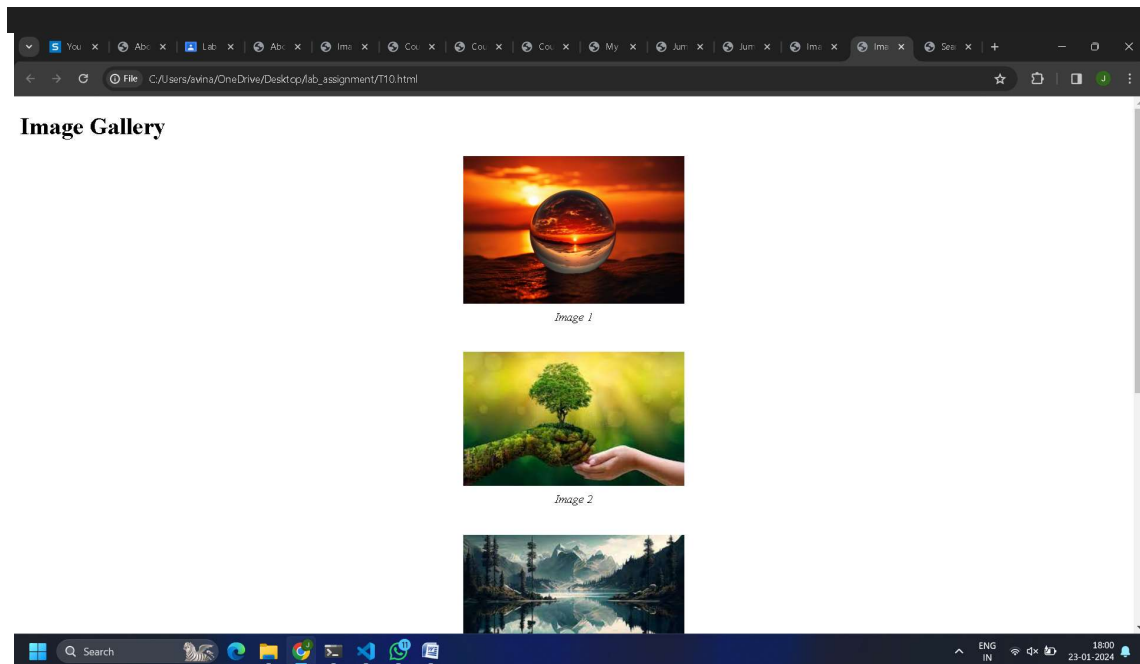 You Abc Lab Abc Ima Cou Cou Cou My Jum Jum Ima Ima Sea
File C:/Users/avina/OneDrive/Desktop/lab_assignment/T10.html
J
Image Gallery
Image 1
Image 2
Search
ENG
IN
18:00
23-01-2024